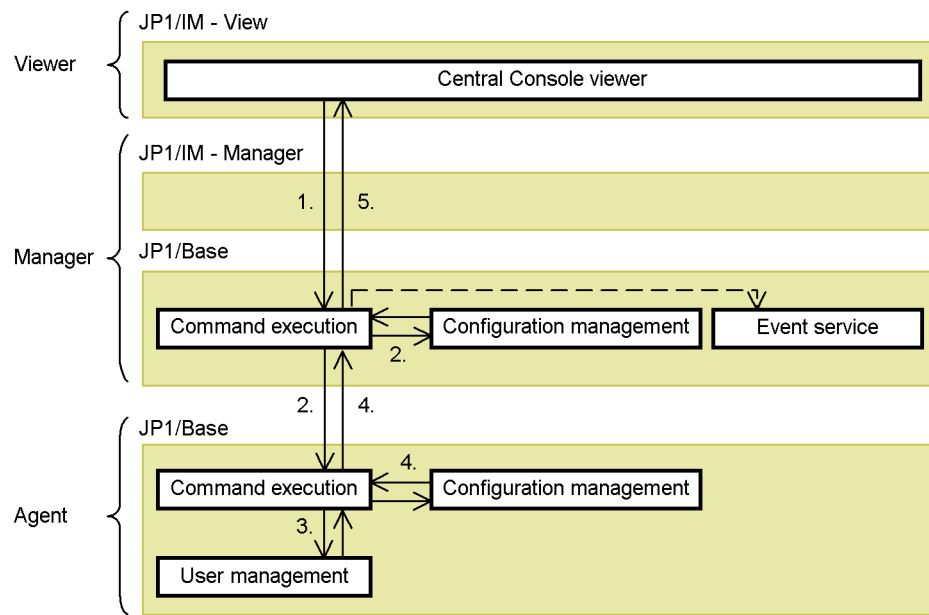 JP1/IM - View
Viewer
Central Console viewer
JP1/IM - Manager
1.
5.
Manager
JP1/Base
Command execution
Configuration management
Event service
2.
2.
4.
JP1/Base
4.
Command execution
Configuration management
Agent
3.
User management